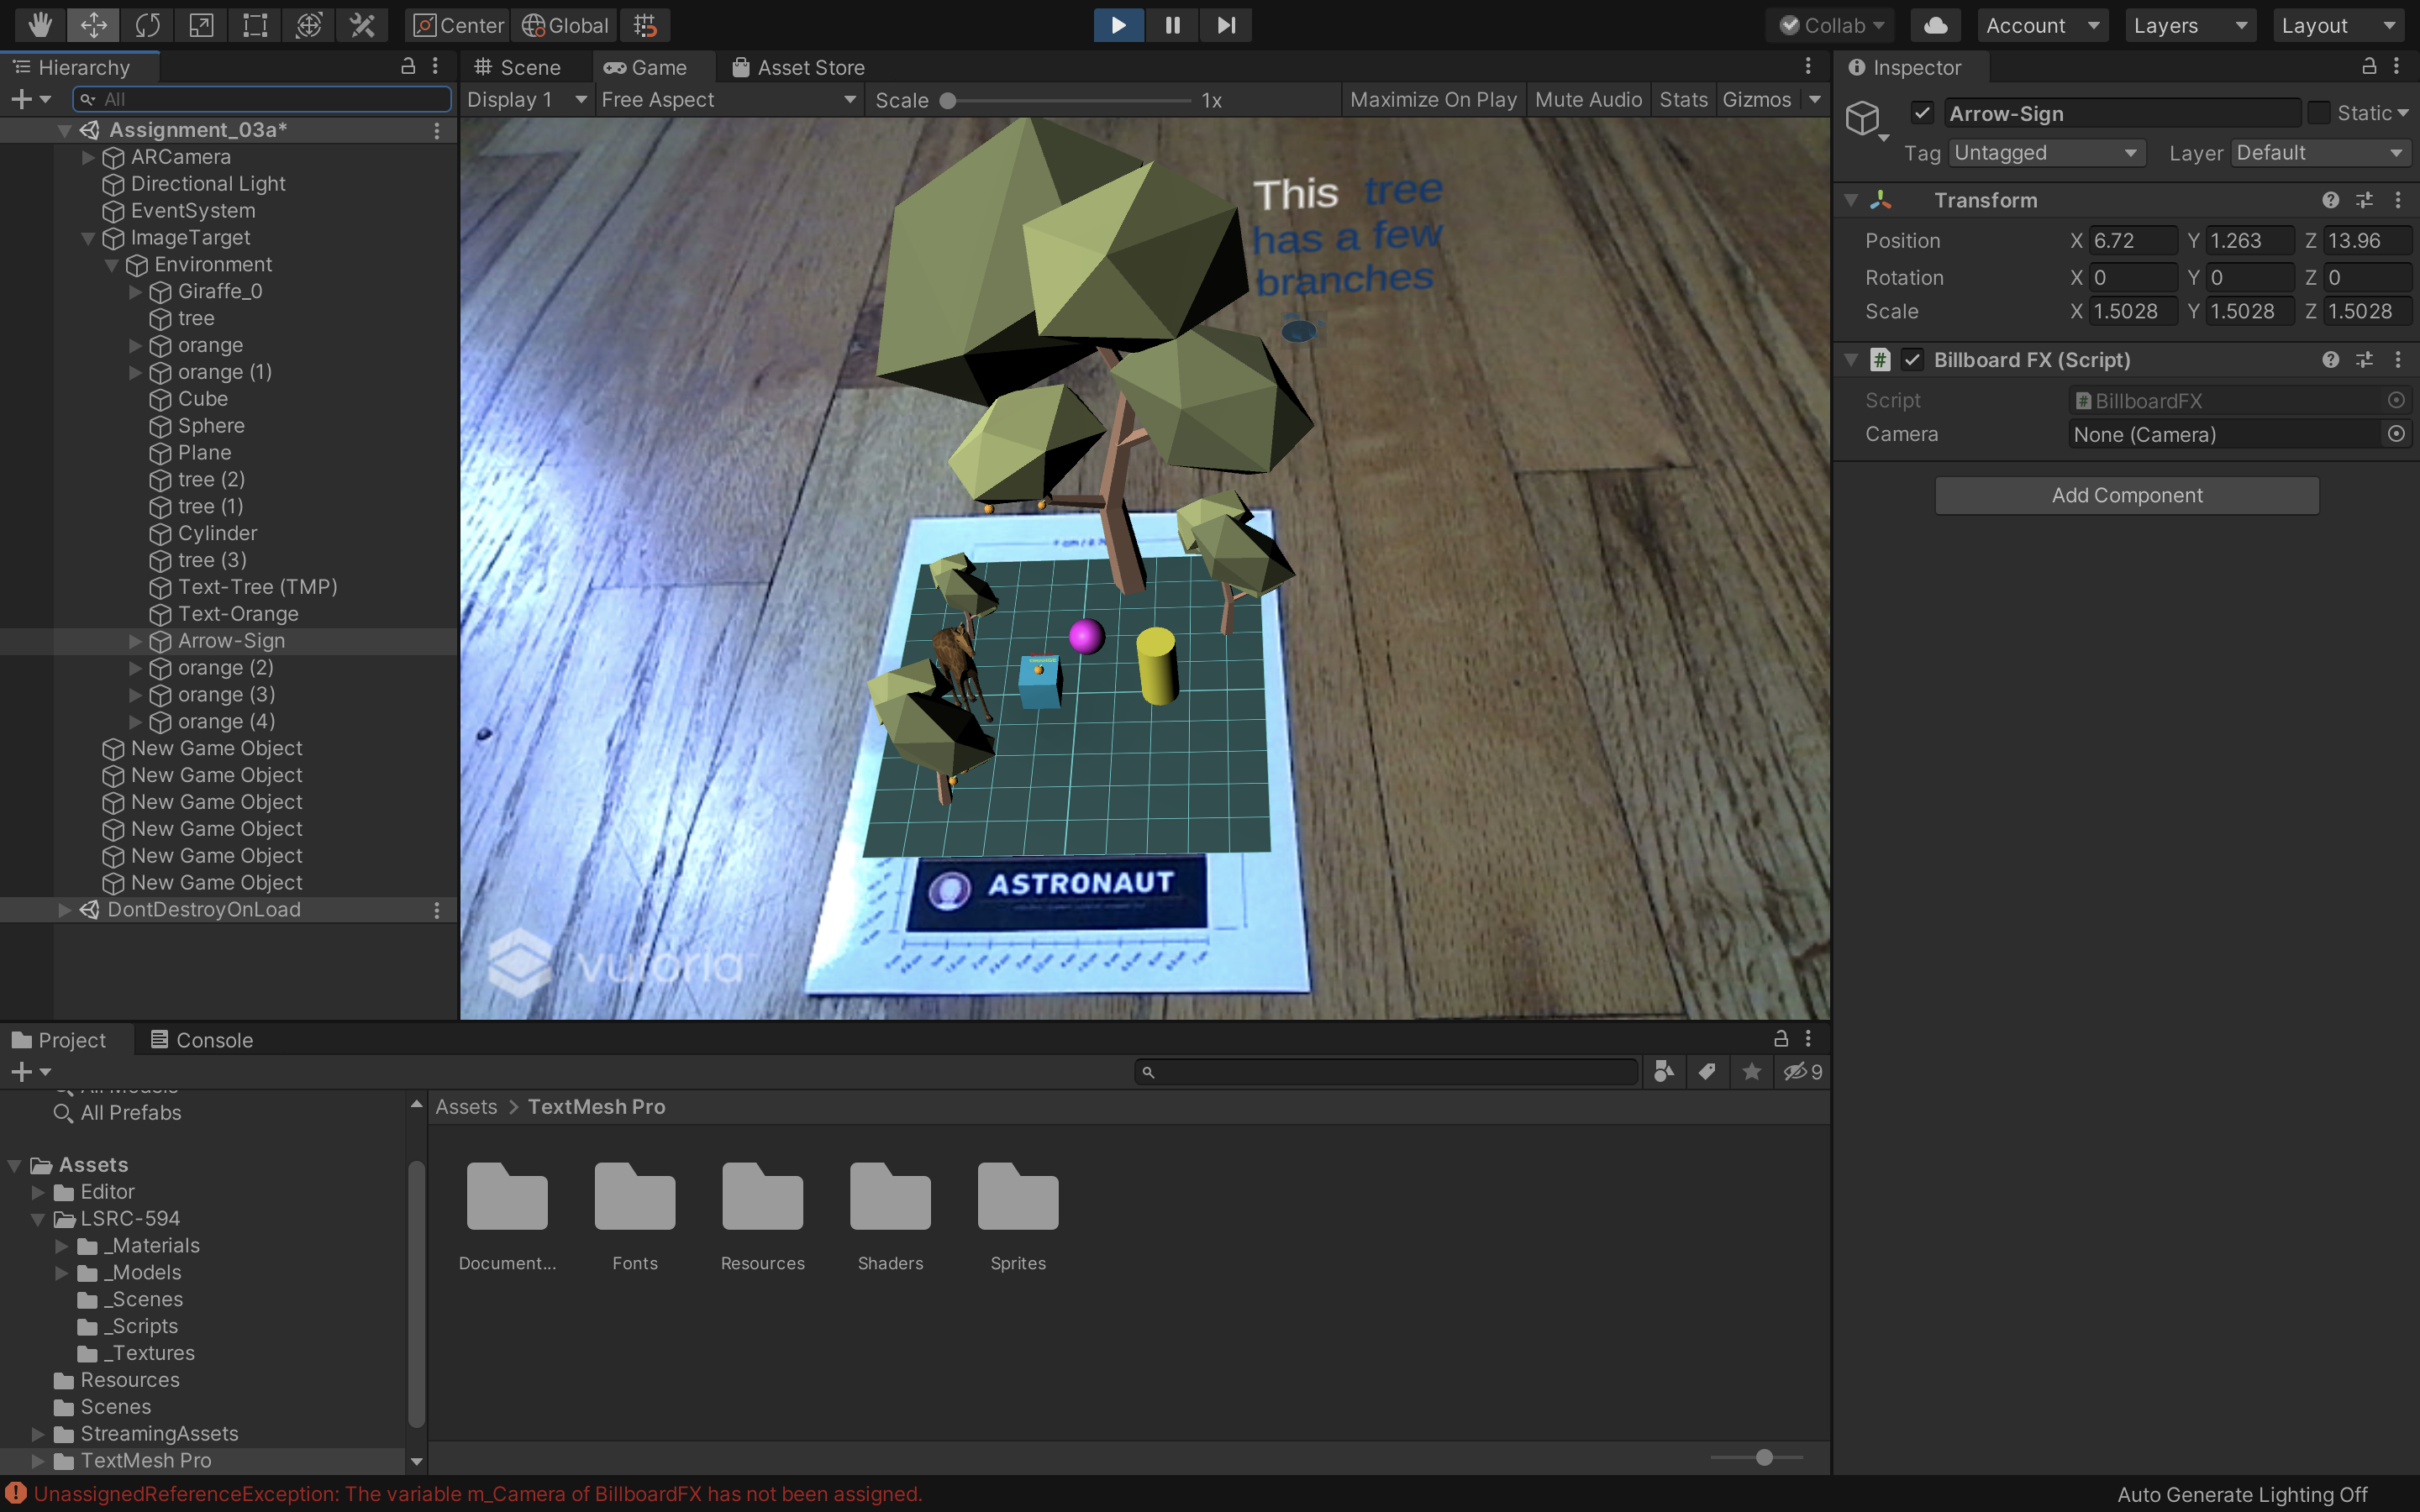 Center
Global
Collab
Account
Layers
Layout
Hierarchy
Scene
Game
Asset Store
Inspector
All
Display 1
Free Aspect
Scale
1x
Maximize On Play
Mute Audio
Stats
Gizmos
Assignment_03a*
ARCamera
Directional Light
EventSystem
ImageTarget
Environment
Giraffe_0
tree
orange
orange (1)
Cube
Sphere
Plane
tree (2)
tree (1)
Cylinder
tree (3)
Text-Tree (TMP)
Text-Orange
Arrow-Sign
orange (2)
orange (3)
orange (4)
New Game Object
New Game Object
New Game Object
New Game Object
New Game Object
New Game Object
DontDestroyOnLoad
This tree
has a few
branches
ASTRONAUT
vuforia
Arrow-Sign
Static
Tag Untagged Layer Default
Transform
Position X 6.72 Y 1.263 Z 13.96
Rotation X 0 Y 0 Z 0
Scale X 1.5028 Y 1.5028 Z 1.5028
# Billboard FX (Script)
Script BillboardFX
Camera None (Camera)
Add Component
Project
Console
9
All Models
All Prefabs
Assets
Editor
LSRC-594
_Materials
_Models
_Scenes
_Scripts
_Textures
Resources
Scenes
StreamingAssets
TextMesh Pro
Assets > TextMesh Pro
Document...
Fonts
Resources
Shaders
Sprites
UnassignedReferenceException: The variable m_Camera of BillboardFX has not been assigned.
Auto Generate Lighting Off